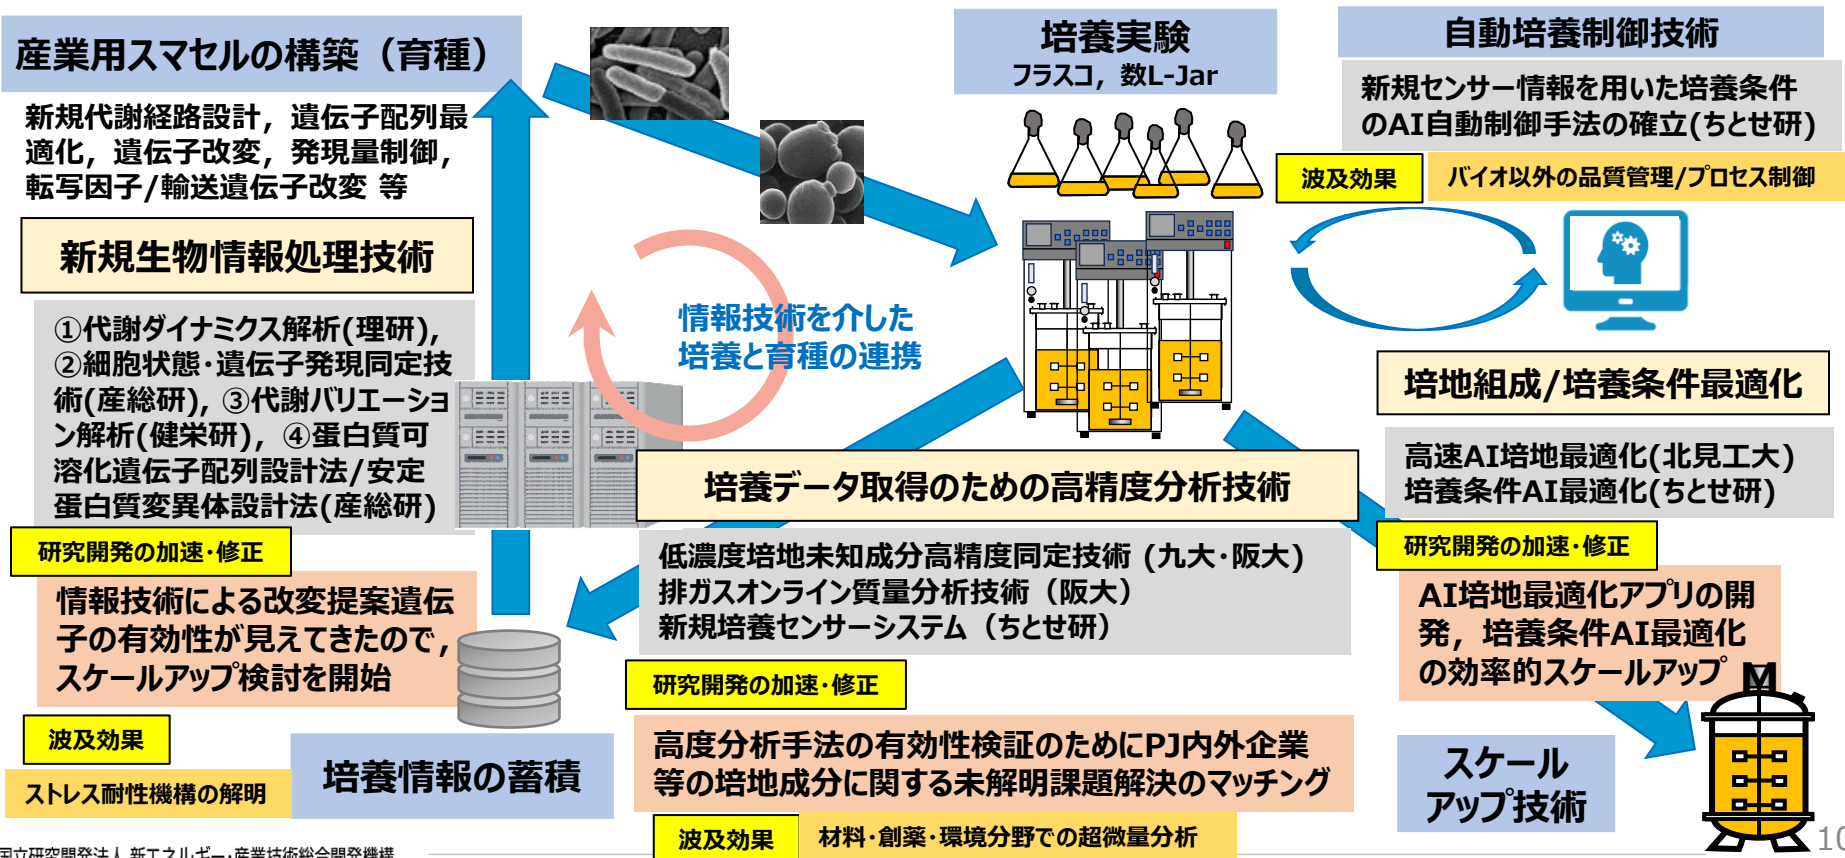 産業用スマセルの構築（育種）
新規代謝経路設計，遺伝子配列最
適化，遺伝子改変，発現量制御，
転写因子/輸送遺伝子改変 等
新規生物情報処理技術
①代謝ダイナミクス解析(理研)，
②細胞状態・遺伝子発現同定技
術(産総研)，③代謝バリエーショ
ン解析(健栄研)，④蛋白質可
溶化遺伝子配列設計法/安定
蛋白質変異体設計法(産総研)
研究開発の加速・修正
情報技術による改変提案遺伝
子の有効性が見えてきたので，
スケールアップ検討を開始
波及効果
ストレス耐性機構の解明
培養情報の蓄積
情報技術を介した
培養と育種の連携
培養実験
フラスコ，数L-Jar
培養データ取得のための高精度分析技術
低濃度培地未知成分高精度同定技術 (九大・阪大)
排ガスオンライン質量分析技術（阪大）
新規培養センサーシステム（ちとせ研）
研究開発の加速・修正
高度分析手法の有効性検証のためにPJ内外企業
等の培地成分に関する未解明課題解決のマッチング
波及効果
材料・創薬・環境分野での超微量分析
自動培養制御技術
新規センサー情報を用いた培養条件
のAI自動制御手法の確立(ちとせ研)
波及効果
バイオ以外の品質管理/プロセス制御
培地組成/培養条件最適化
高速AI培地最適化(北見工大)
培養条件AI最適化(ちとせ研)
研究開発の加速・修正
AI培地最適化アプリの開
発，培養条件AI最適化
の効率的スケールアップ
M
スケール
アップ技術
国立研究開発法人 新エネルギー・産業技術総合開発機構
10